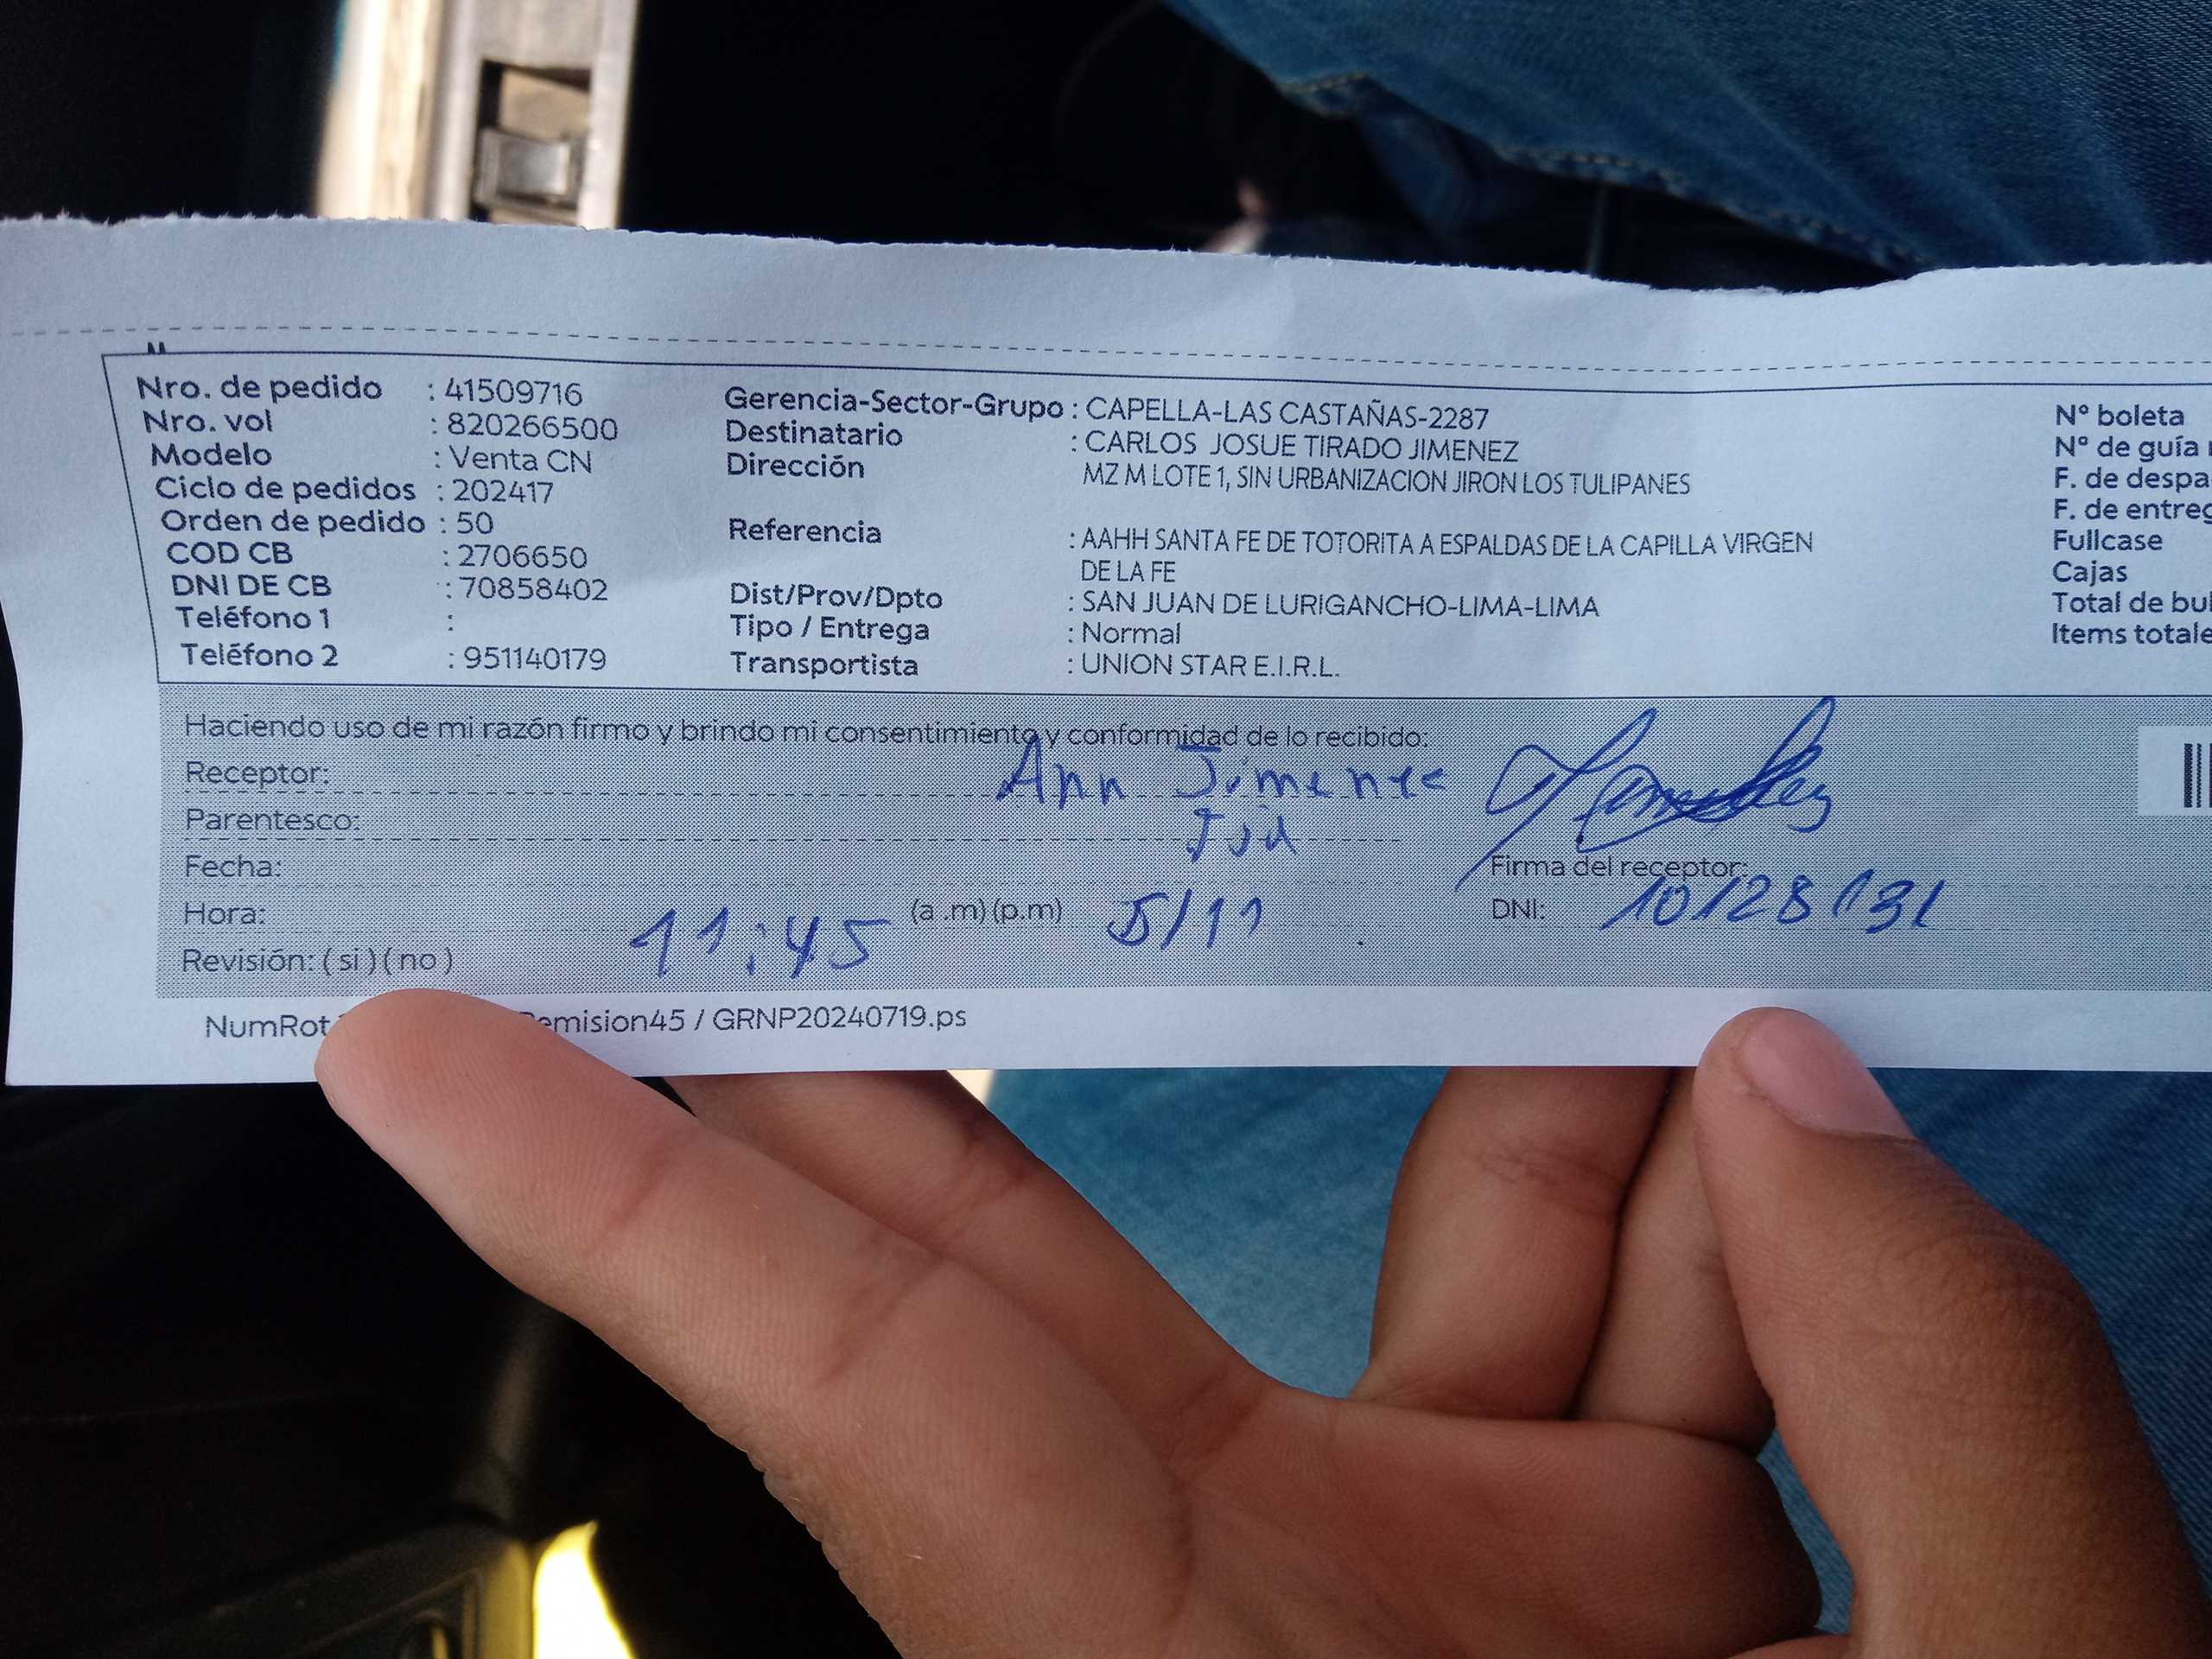 Nro. de pedido : 41509716
Nro. vol : 820266500
Modelo : Venta CN
Ciclo de pedidos : 202417
Orden de pedido : 50
COD CB : 2706650
DNI DE CB : 70858402
Teléfono 1 :
Teléfono 2 : 951140179
Gerencia-Sector-Grupo : CAPELLA-LAS CASTAÑAS-2287
Destinatario : CARLOS JOSUE TIRADO JIMENEZ
Dirección MZ M LOTE 1, SIN URBANIZACION JIRON LOS TULIPANES
Referencia : AAHH SANTA FE DE TOTORITA A ESPALDAS DE LA CAPILLA VIRGEN
DE LA FE
Dist/Prov/Dpto : SAN JUAN DE LURIGANCHO-LIMA-LIMA
Tipo / Entrega : Normal
Transportista : UNION STAR E.I.R.L.
N° boleta
N° de guía
F. de despa
F. de entreg
Fullcase
Cajas
Total de bul
Items totale
Haciendo uso de mi razón firmo y brindo mi consentimiento y conformidad de lo recibido:
Receptor: Ann Jimenez
Parentesco:
Fecha: Firma del receptor:
Hora: 11:45 (a .m) (p.m) 5/11 DNI:
Revisión: ( si ) ( no )
NumRot emision45 / GRNP20240719.ps